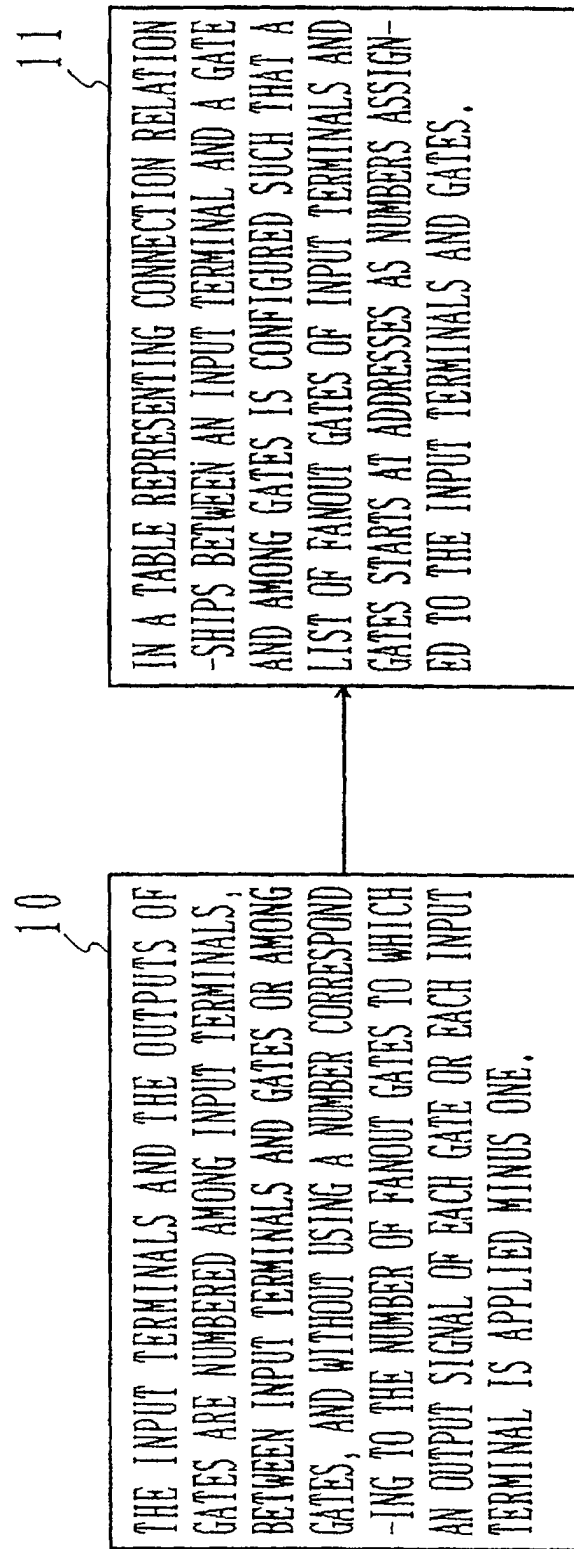 10
THE INPUT TERMINALS AND THE OUTPUTS OF
GATES ARE NUMBERED AMONG INPUT TERMINALS,
BETWEEN INPUT TERMINALS AND GATES OR AMONG
GATES, AND WITHOUT USING A NUMBER CORRESPOND
-ING TO THE NUMBER OF FANOUT GATES TO WHICH
AN OUTPUT SIGNAL OF EACH GATE OR EACH INPUT
TERMINAL IS APPLIED MINUS ONE.
11
IN A TABLE REPRESENTING CONNECTION RELATION
-SHIPS BETWEEN AN INPUT TERMINAL AND A GATE
AND AMONG GATES IS CONFIGURED SUCH THAT A
LIST OF FANOUT GATES OF INPUT TERMINALS AND
GATES STARTS AT ADDRESSES AS NUMBERS ASSIGN-
ED TO THE INPUT TERMINALS AND GATES.